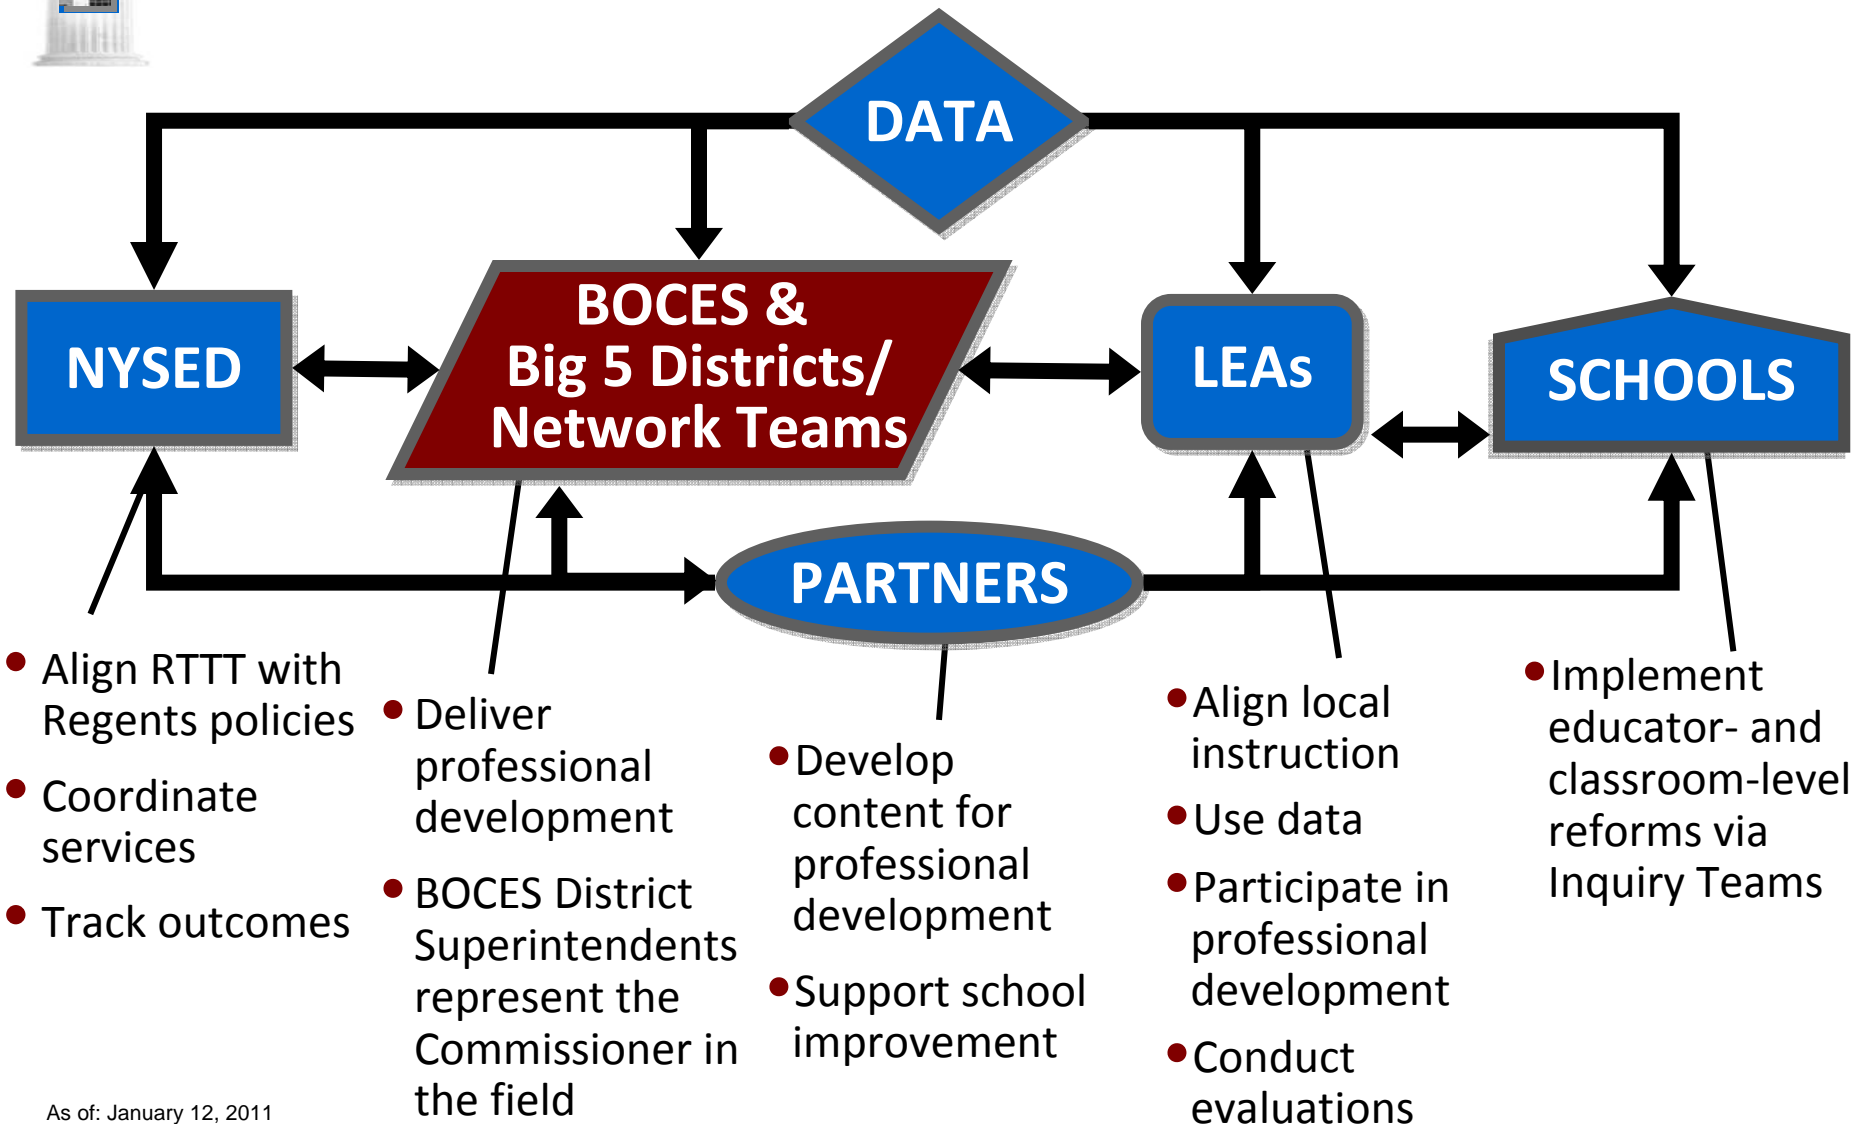 DATA
NYSED
BOCES &
Big 5 Districts/
Network Teams
LEAs
SCHOOLS
PARTNERS
• Align RTTT with
Regents policies
• Coordinate
services
• Track outcomes
• Deliver
professional
development
• BOCES District
Superintendents
represent the
Commissioner in
the field
• Develop
content for
professional
development
• Support school
improvement
• Align local
instruction
• Use data
• Participate in
professional
development
• Conduct
evaluations
• Implement
educator- and
classroom-level
reforms via
Inquiry Teams
As of: January 12, 2011